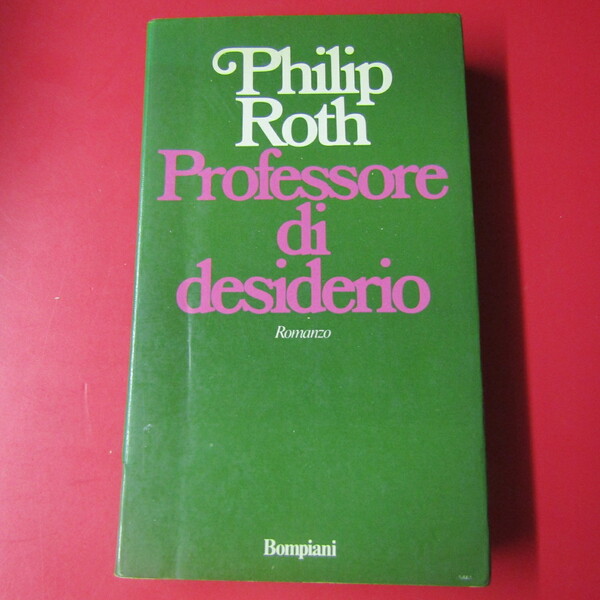 Philip
Roth
Professore
di
desiderio
Romanzo
Bompiani